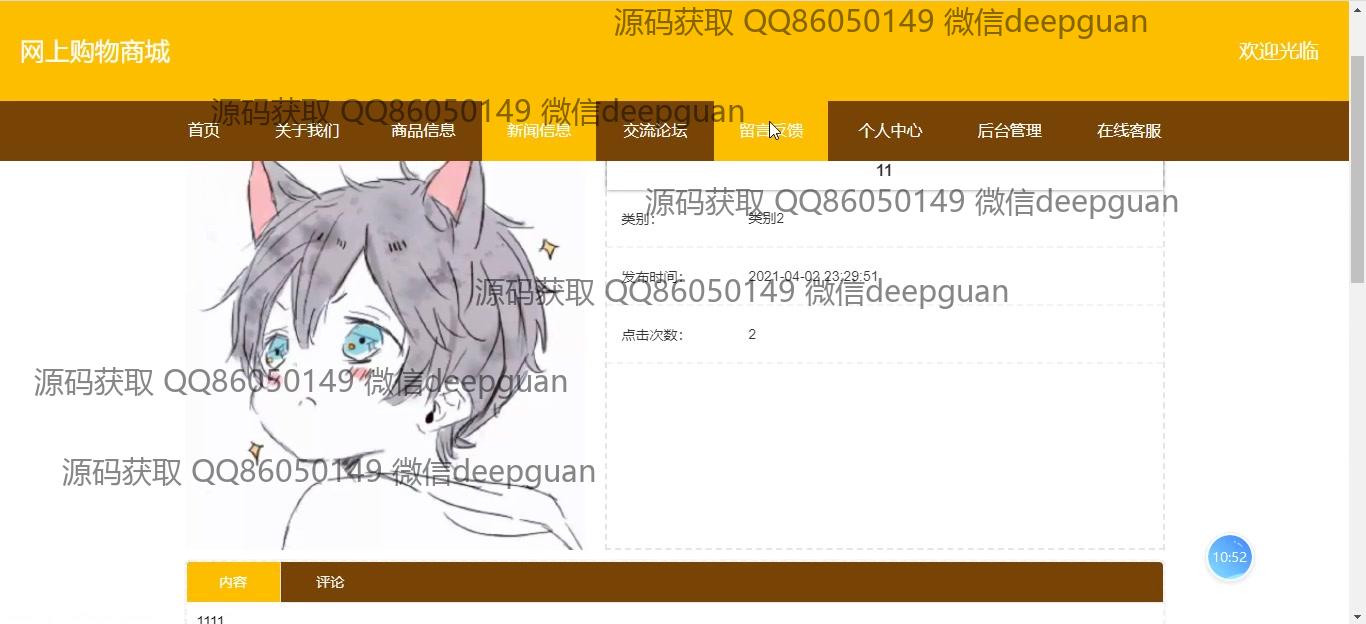 源码获取 QQ86050149 微信deepguan
网上购物商城
欢迎光临
源码获取 QQ86050149 微信deepguan
首页 关于我们 商品信息 新闻信息 交流论坛 留言反馈 个人中心 后台管理 在线客服
11
源码获取 QQ86050149 微信deepguan
类别： 类别2
发布时间： 2021-04-02 23:29:51
源码获取 QQ86050149 微信deepguan
点击次数： 2
源码获取 QQ86050149 微信deepguan
源码获取 QQ86050149 微信deepguan
10:52
内容 评论
1111